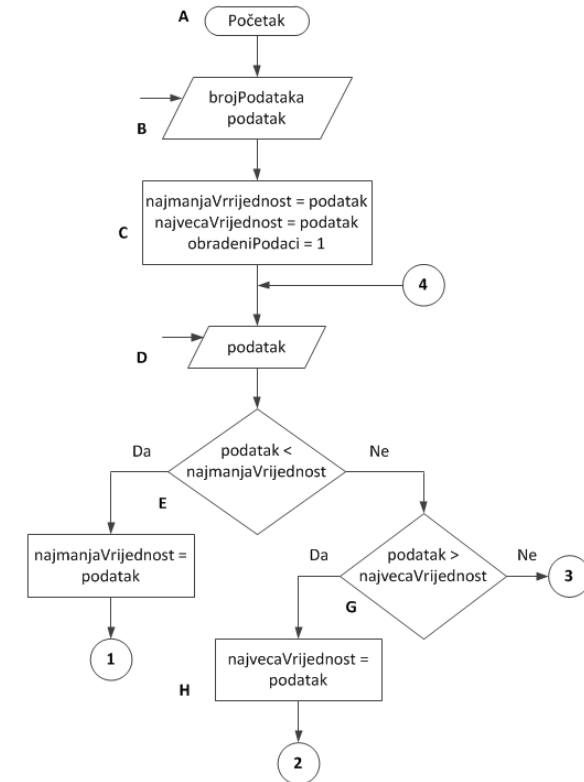 A
Početak
brojPodataka
podatak
B
najmanjaVrrijednost = podatak
najvecaVrijednost = podatak
obradeniPodaci = 1
C
4
podatak
D
podatak <
najmanjaVrijednost
Da
Ne
E
najmanjaVrijednost =
podatak
podatak >
najvecaVrijednost
Da
Ne
3
G
1
najvecaVrijednost =
podatak
H
2